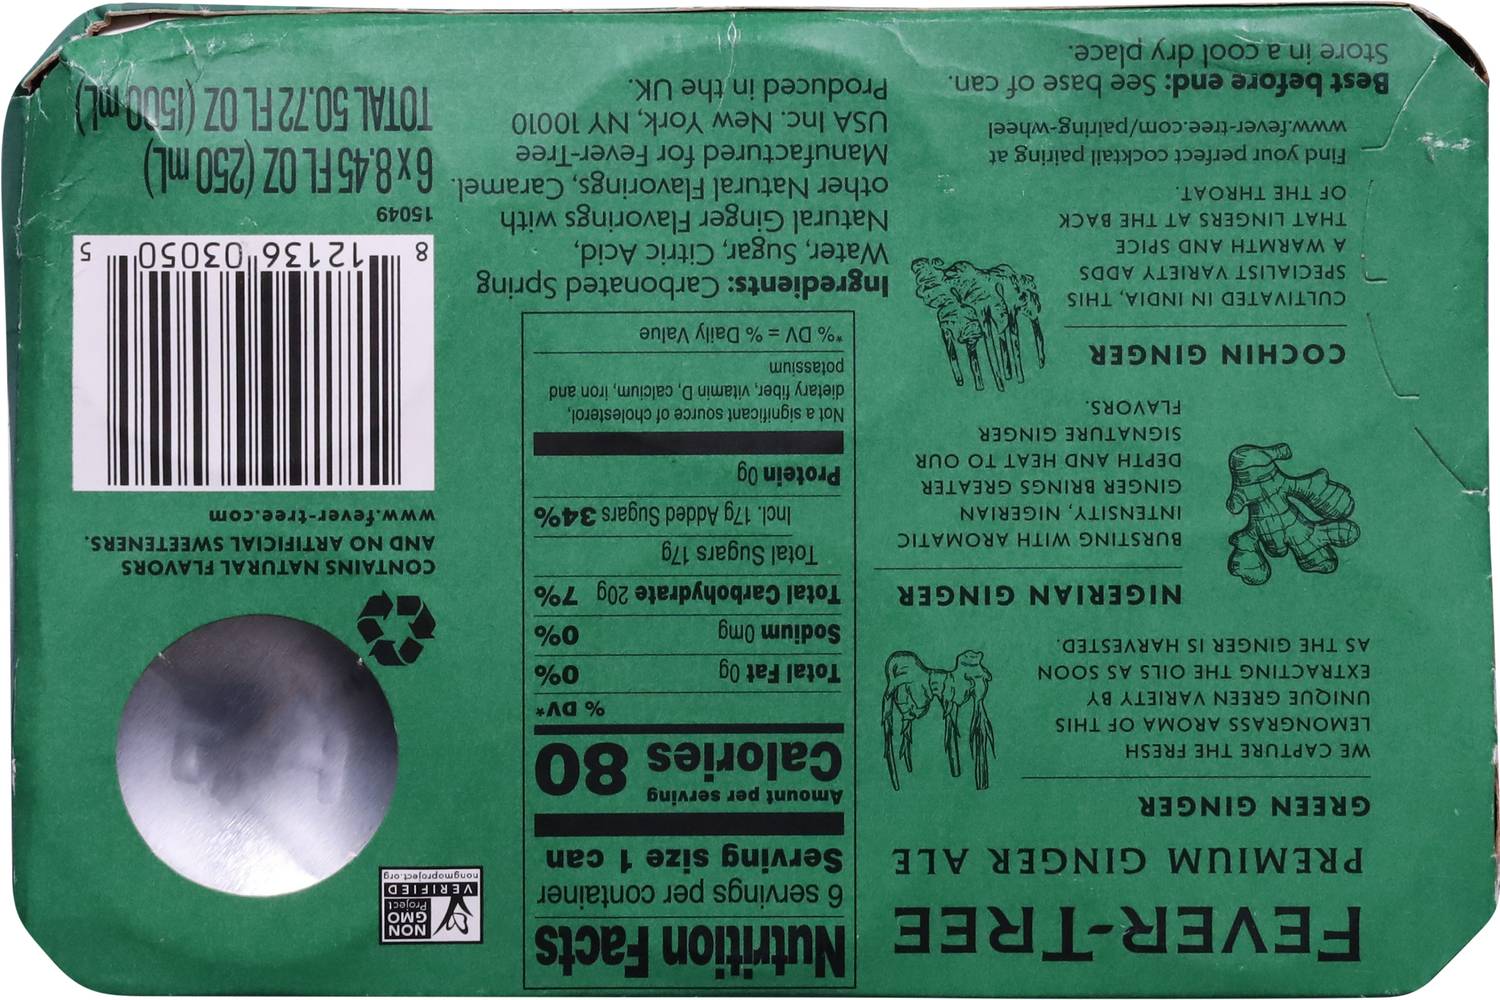 FEVER-TREE
PREMIUM GINGER ALE
GREEN GINGER
WE CAPTURE THE FRESH
LEMONGRASS AROMA OF THIS
UNIQUE GREEN VARIETY BY
EXTRACTING THE OILS AS SOON
AS THE GINGER IS HARVESTED.
NIGERIAN GINGER
BURSTING WITH AROMATIC
INTENSITY, NIGERIAN
GINGER BRINGS GREATER
DEPTH AND HEAT TO OUR
SIGNATURE GINGER
FLAVORS.
COCHIN GINGER
CULTIVATED IN INDIA, THIS
SPECIALIST VARIETY ADDS
A WARMTH AND SPICE
THAT LINGERS AT THE BACK
OF THE THROAT.
Find your perfect cocktail pairing at
www.fever-tree.com/pairing-wheel
Best before end: See base of can.
Store in a cool dry place.
Nutrition Facts
6 servings per container
Serving size 1 can
Amount per serving
Calories 80
% DV*
Total Fat 0g 0%
Sodium 0mg 0%
Total Carbohydrate 20g 7%
Total Sugars 17g
Incl. 17g Added Sugars 34%
Protein 0g
Not a significant source of cholesterol,
dietary fiber, vitamin D, calcium, iron and
potassium
*% DV = % Daily Value
Ingredients: Carbonated Spring
Water, Sugar, Citric Acid,
Natural Ginger Flavorings with
other Natural Flavorings, Caramel.
Manufactured for Fever-Tree
USA Inc. New York, NY 10010
Produced in the UK.
NON
GMO
Project
VERIFIED
nongmoproject.org
CONTAINS NATURAL FLAVORS
AND NO ARTIFICIAL SWEETENERS.
www.fever-tree.com
8 12136 03050 5
15049
6 x 8.45 FL OZ (250 mL)
TOTAL 50.72 FL OZ (1500 mL)